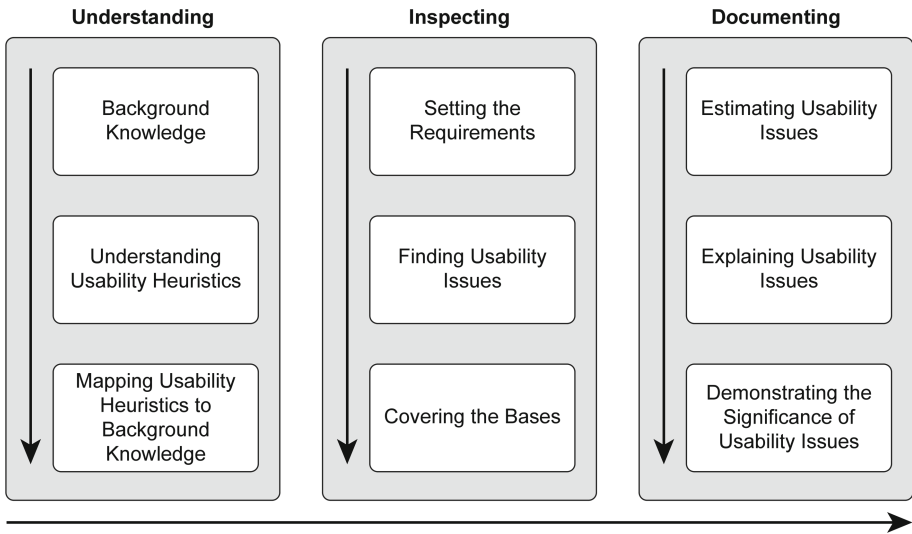 Understanding
Background
Knowledge
Understanding
Usability Heuristics
Mapping Usability
Heuristics to
Background
Knowledge
Inspecting
Setting the
Requirements
Finding Usability
Issues
Covering the Bases
Documenting
Estimating Usability
Issues
Explaining Usability
Issues
Demonstrating the
Significance of
Usability Issues